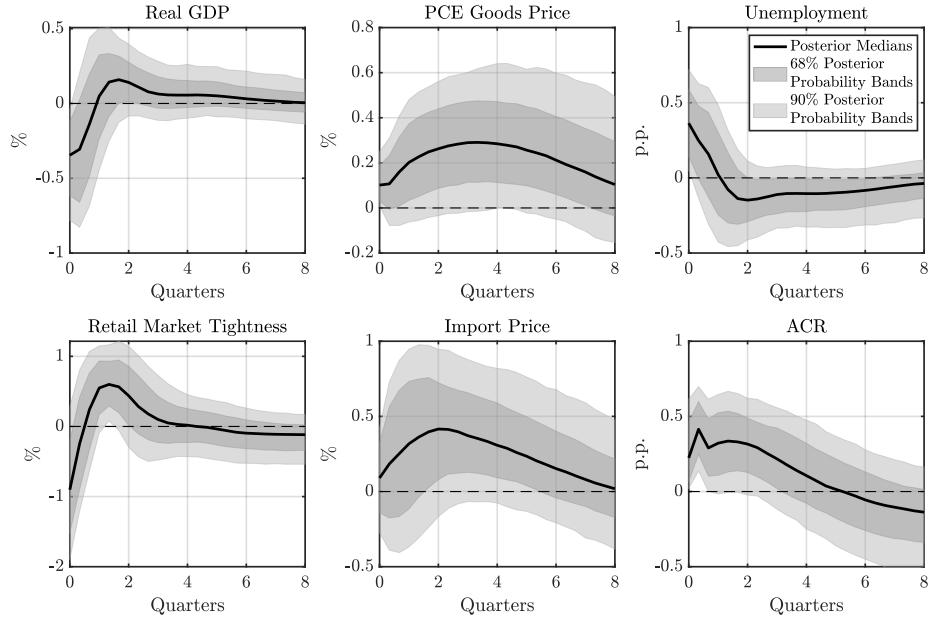 Real GDP
0.5
0
-0.5
-1
%
0 2 4 6 8
Quarters
PCE Goods Price
0.8
0.6
0.4
0.2
0
0.2
%
0 2 4 6 8
Quarters
Unemployment
1
0.5
0
-0.5
p.p.
Posterior Medians
68% Posterior
Probability Bands
90% Posterior
Probability Bands
0 2 4 6 8
Quarters
Retail Market Tightness
1
0
-1
-2
%
0 2 4 6 8
Quarters
Import Price
1
0.5
0
-0.5
%
0 2 4 6 8
Quarters
ACR
1
0.5
0
-0.5
p.p.
0 2 4 6 8
Quarters